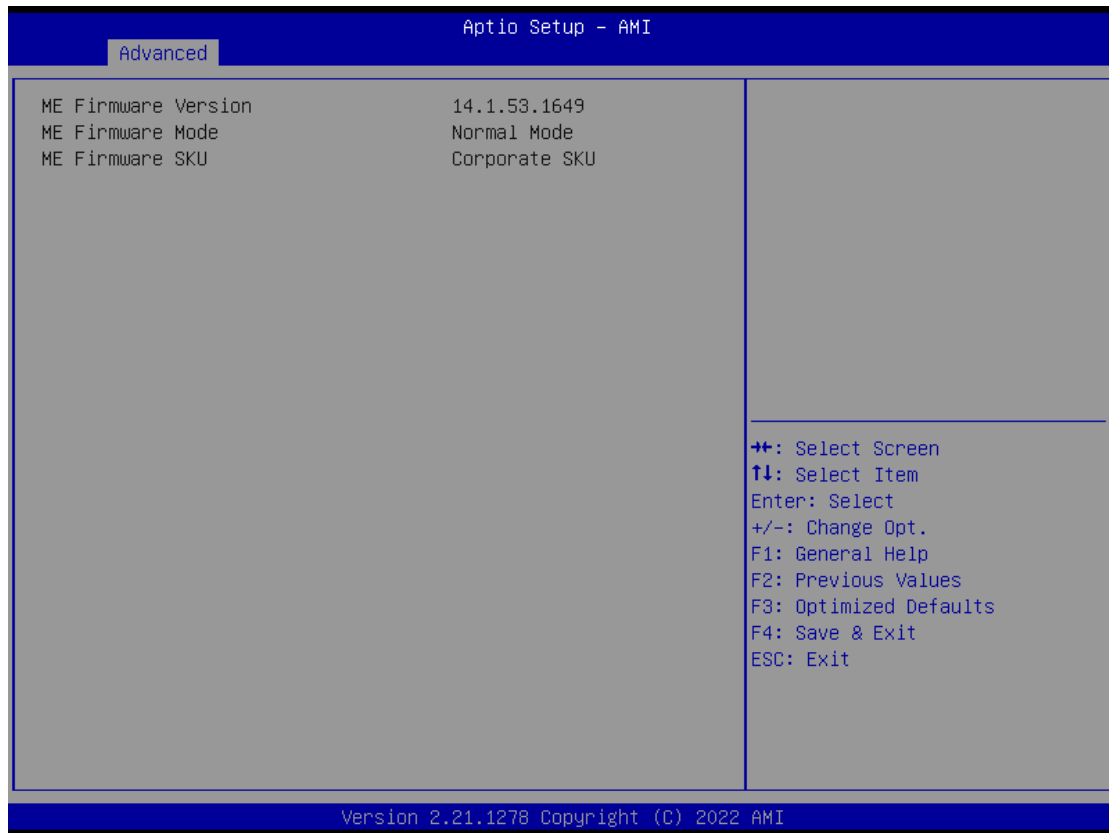 Aptio Setup – AMI
Advanced
ME Firmware Version 14.1.53.1649
ME Firmware Mode Normal Mode
ME Firmware SKU Corporate SKU
→←: Select Screen
↑↓: Select Item
Enter: Select
+/-: Change Opt.
F1: General Help
F2: Previous Values
F3: Optimized Defaults
F4: Save & Exit
ESC: Exit
Version 2.21.1278 Copyright (C) 2022 AMI